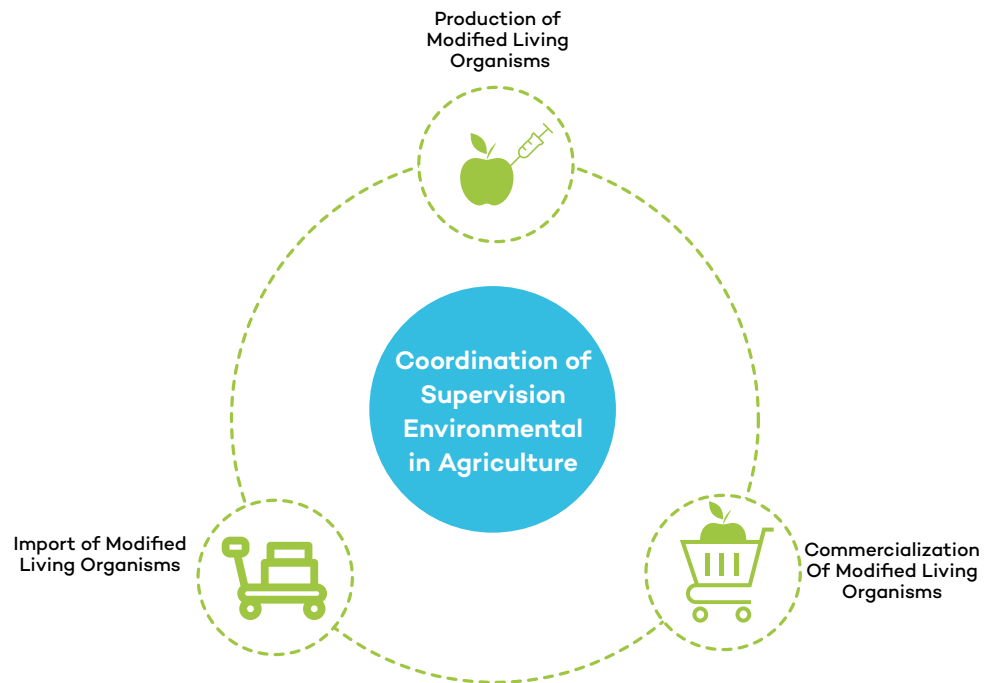 Production of
Modified Living
Organisms
Coordination of
Supervision
Environmental
in Agriculture
Import of Modified
Living Organisms
Commercialization
Of Modified Living
Organisms